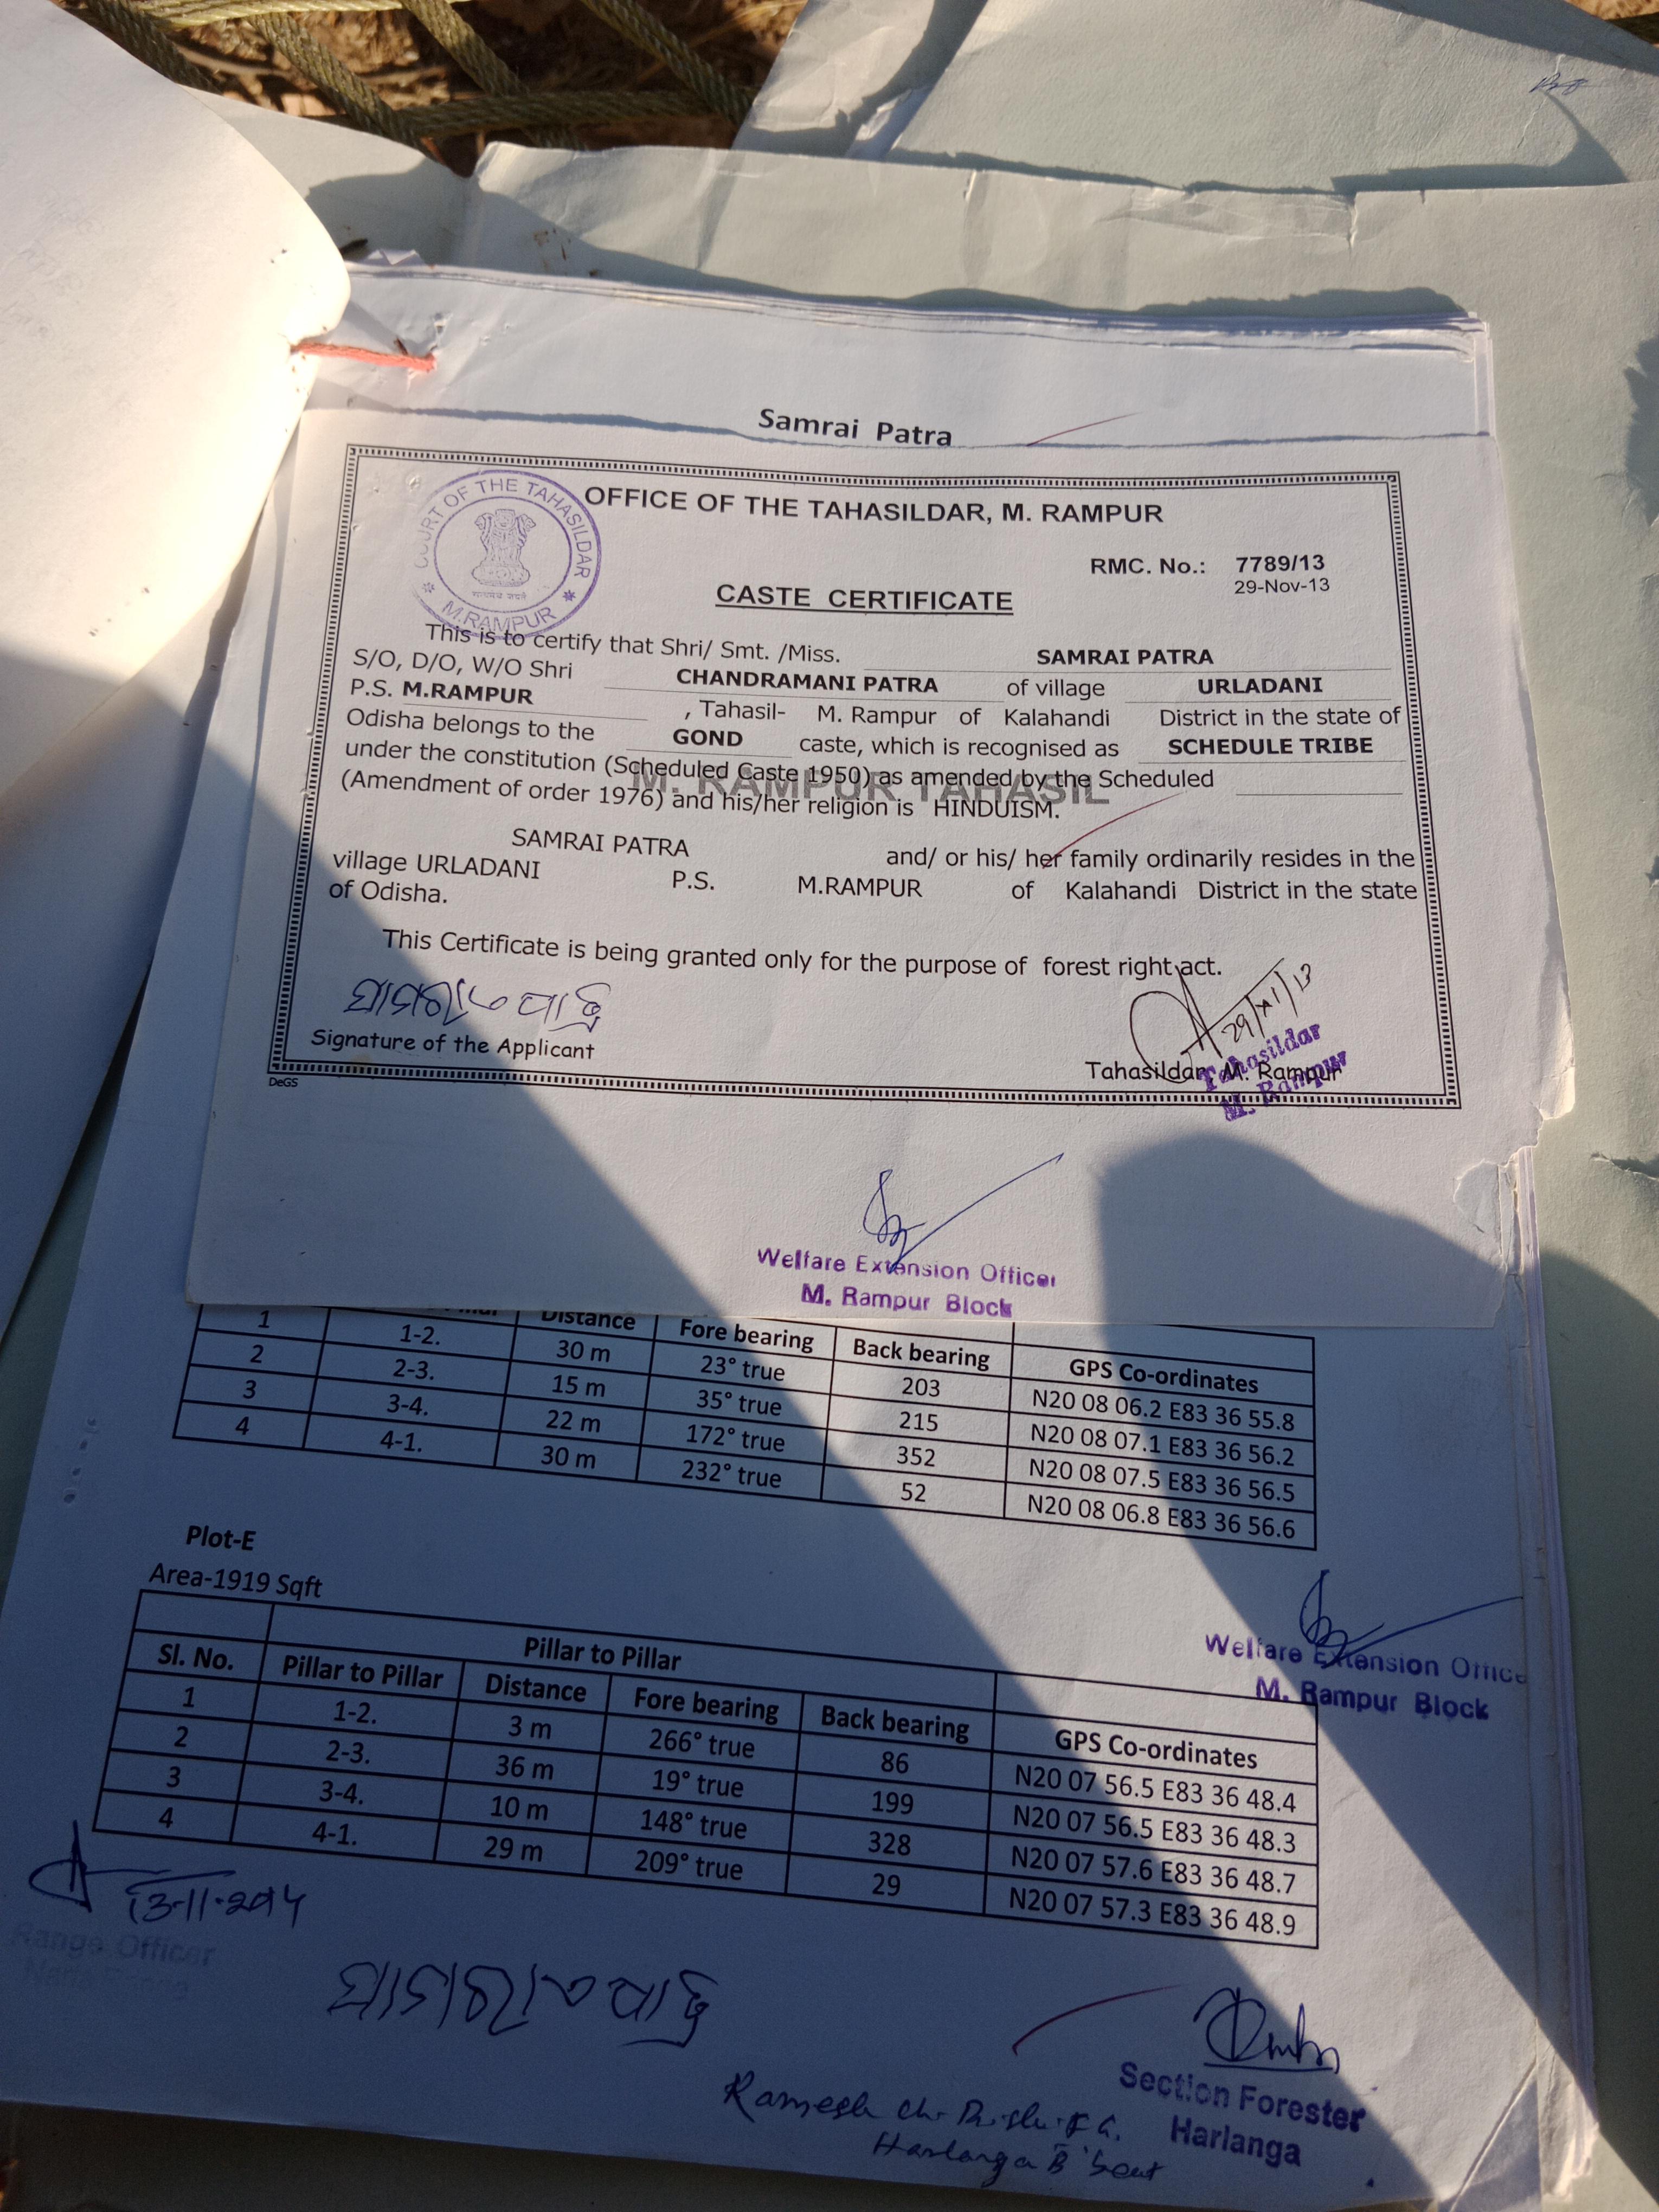 Samrai Patra
COURT OF THE TAHASILDAR
M.RAMPUR
सत्यमेव जयते
OFFICE OF THE TAHASILDAR, M. RAMPUR
RMC. No.: 7789/13
29-Nov-13
CASTE CERTIFICATE
This is to certify that Shri/ Smt. /Miss. SAMRAI PATRA
S/O, D/O, W/O Shri CHANDRAMANI PATRA of village URLADANI
P.S. M.RAMPUR , Tahasil- M. Rampur of Kalahandi District in the state of
Odisha belongs to the GOND caste, which is recognised as SCHEDULE TRIBE
under the constitution (Scheduled Caste 1950) as amended by the Scheduled
M. RAMPUR TAHASIL
(Amendment of order 1976) and his/her religion is HINDUISM.
SAMRAI PATRA and/ or his/ her family ordinarily resides in the
village URLADANI P.S. M.RAMPUR of Kalahandi District in the state
of Odisha.
This Certificate is being granted only for the purpose of forest right act.
29/XI/13
Signature of the Applicant
Tahasildar, M. Rampur
Tahasildar
M. Rampur
DeGS
Welfare Extension Officer
M. Rampur Block
Distance Fore bearing Back bearing GPS Co-ordinates
1 1-2. 30 m 23° true 203 N20 08 06.2 E83 36 55.8
2 2-3. 15 m 35° true 215 N20 08 07.1 E83 36 56.2
3 3-4. 22 m 172° true 352 N20 08 07.5 E83 36 56.5
4 4-1. 30 m 232° true 52 N20 08 06.8 E83 36 56.6
Plot-E
Area-1919 Sqft
Welfare Extension Office
M. Rampur Block
Pillar to Pillar
Sl. No. Pillar to Pillar Distance Fore bearing Back bearing GPS Co-ordinates
1 1-2. 3 m 266° true 86 N20 07 56.5 E83 36 48.4
2 2-3. 36 m 19° true 199 N20 07 56.5 E83 36 48.3
3 3-4. 10 m 148° true 328 N20 07 57.6 E83 36 48.7
4 4-1. 29 m 209° true 29 N20 07 57.3 E83 36 48.9
13-11-2014
Range Officer
Section Forester
Harlanga
Ramesh
Harlanga B